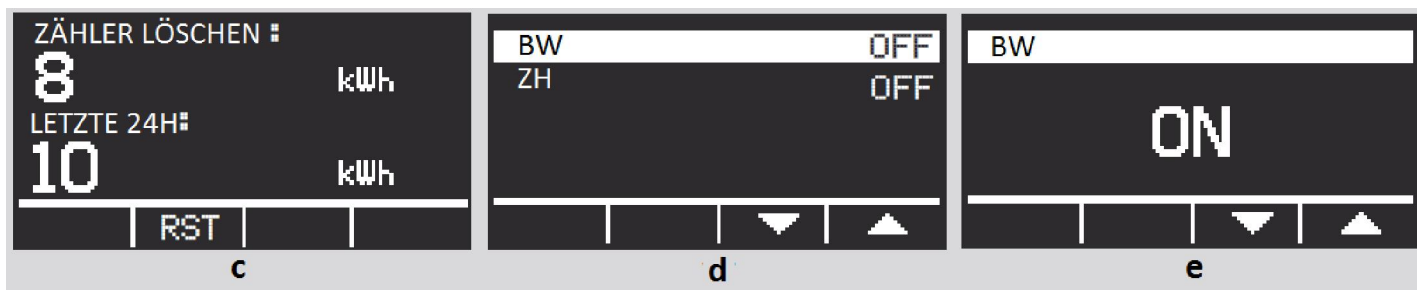 ZÄHLER LÖSCHEN :
8 kWh
LETZTE 24H:
10 kWh
RST
c
BW OFF
ZH OFF
d
BW
ON
e